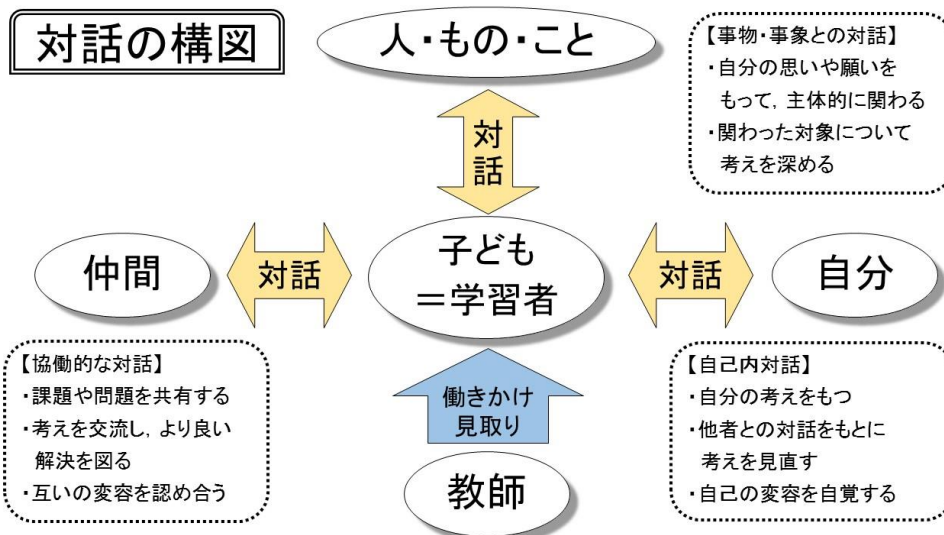 対話の構図
人・もの・こと
【事物・事象との対話】
・自分の思いや願いを
もって，主体的に関わる
・関わった対象について
考えを深める
対話
仲間
対話
子ども
＝学習者
対話
自分
【協働的な対話】
・課題や問題を共有する
・考えを交流し，より良い
解決を図る
・互いの変容を認め合う
働きかけ
見取り
教師
【自己内対話】
・自分の考えをもつ
・他者との対話をもとに
考えを見直す
・自己の変容を自覚する